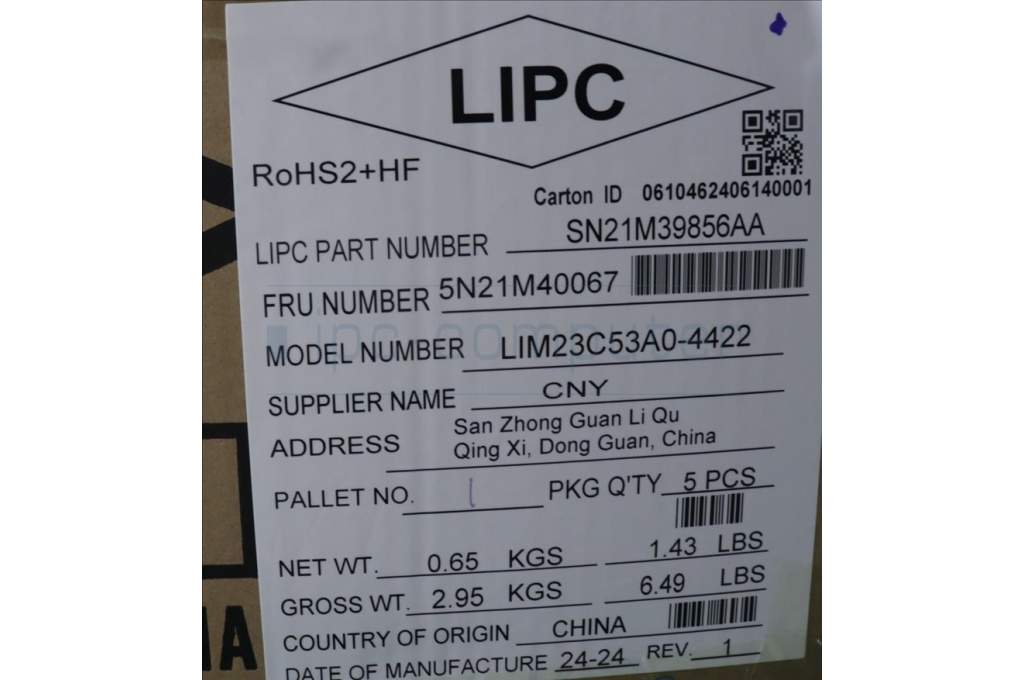 LIPC
RoHS2+HF
Carton ID 0610462406140001
LIPC PART NUMBER SN21M39856AA
FRU NUMBER 5N21M40067
ipc computer
MODEL NUMBER LIM23C53A0-4422
SUPPLIER NAME CNY
ADDRESS San Zhong Guan Li Qu
Qing Xi, Dong Guan, China
PALLET NO. 1 PKG Q'TY 5 PCS
NET WT. 0.65 KGS 1.43 LBS
GROSS WT. 2.95 KGS 6.49 LBS
COUNTRY OF ORIGIN CHINA
DATE OF MANUFACTURE 24-24 REV. 1